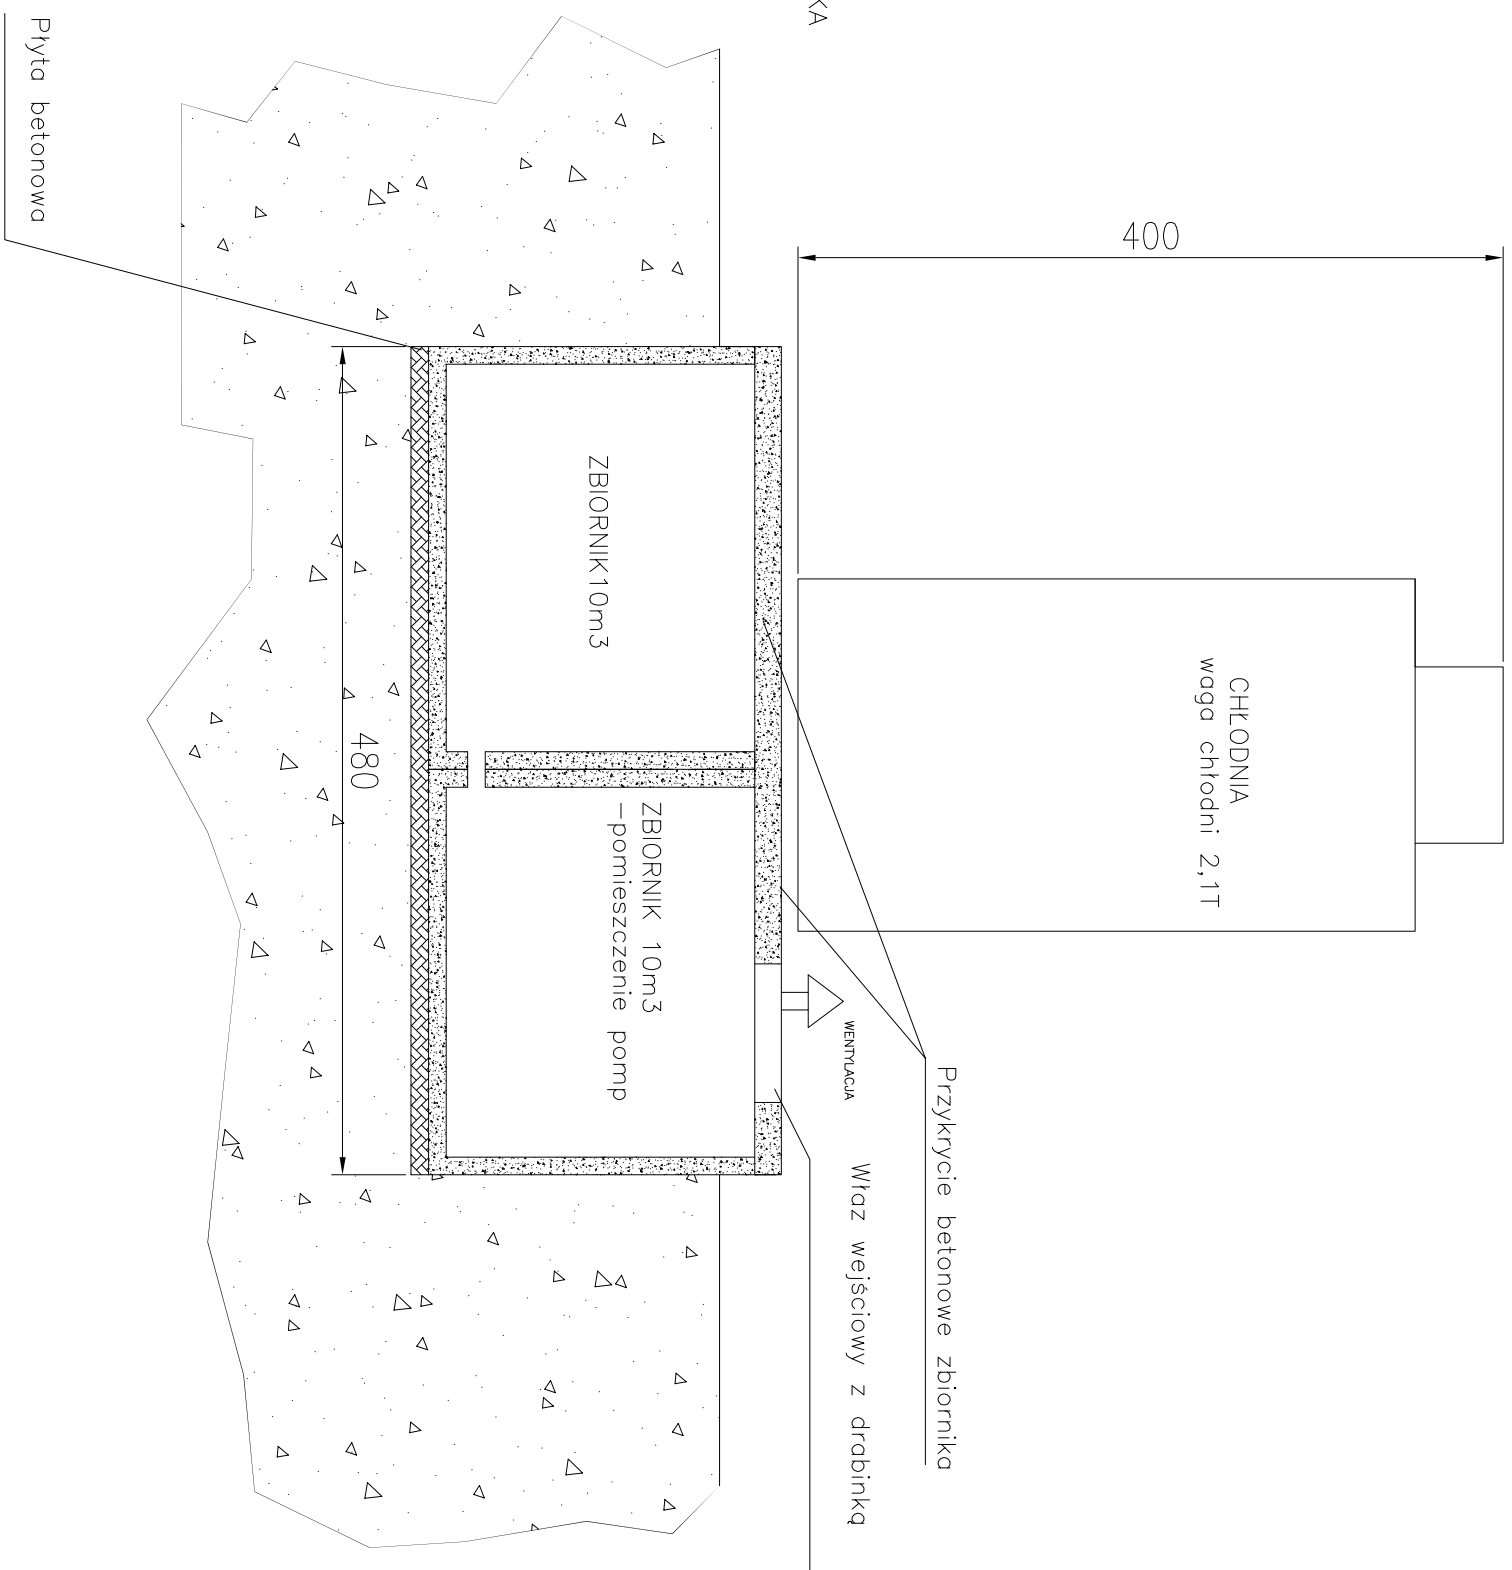 KA
400
CHŁODNIA
waga chłodni 2,1T
Przykrycie betonowe zbiornika
Właz wejściowy z drabinką
WENTYLACJA
ZBIORNIK10m3
ZBIORNIK 10m3
-pomieszczenie pomp
480
Płyta betonowa